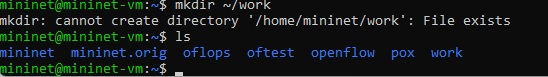 mininet@mininet-vm:~$ mkdir ~/work
mkdir: cannot create directory '/home/mininet/work': File exists
mininet@mininet-vm:~$ ls
mininet  mininet.orig  oflops  oftest  openflow  pox  work
mininet@mininet-vm:~$